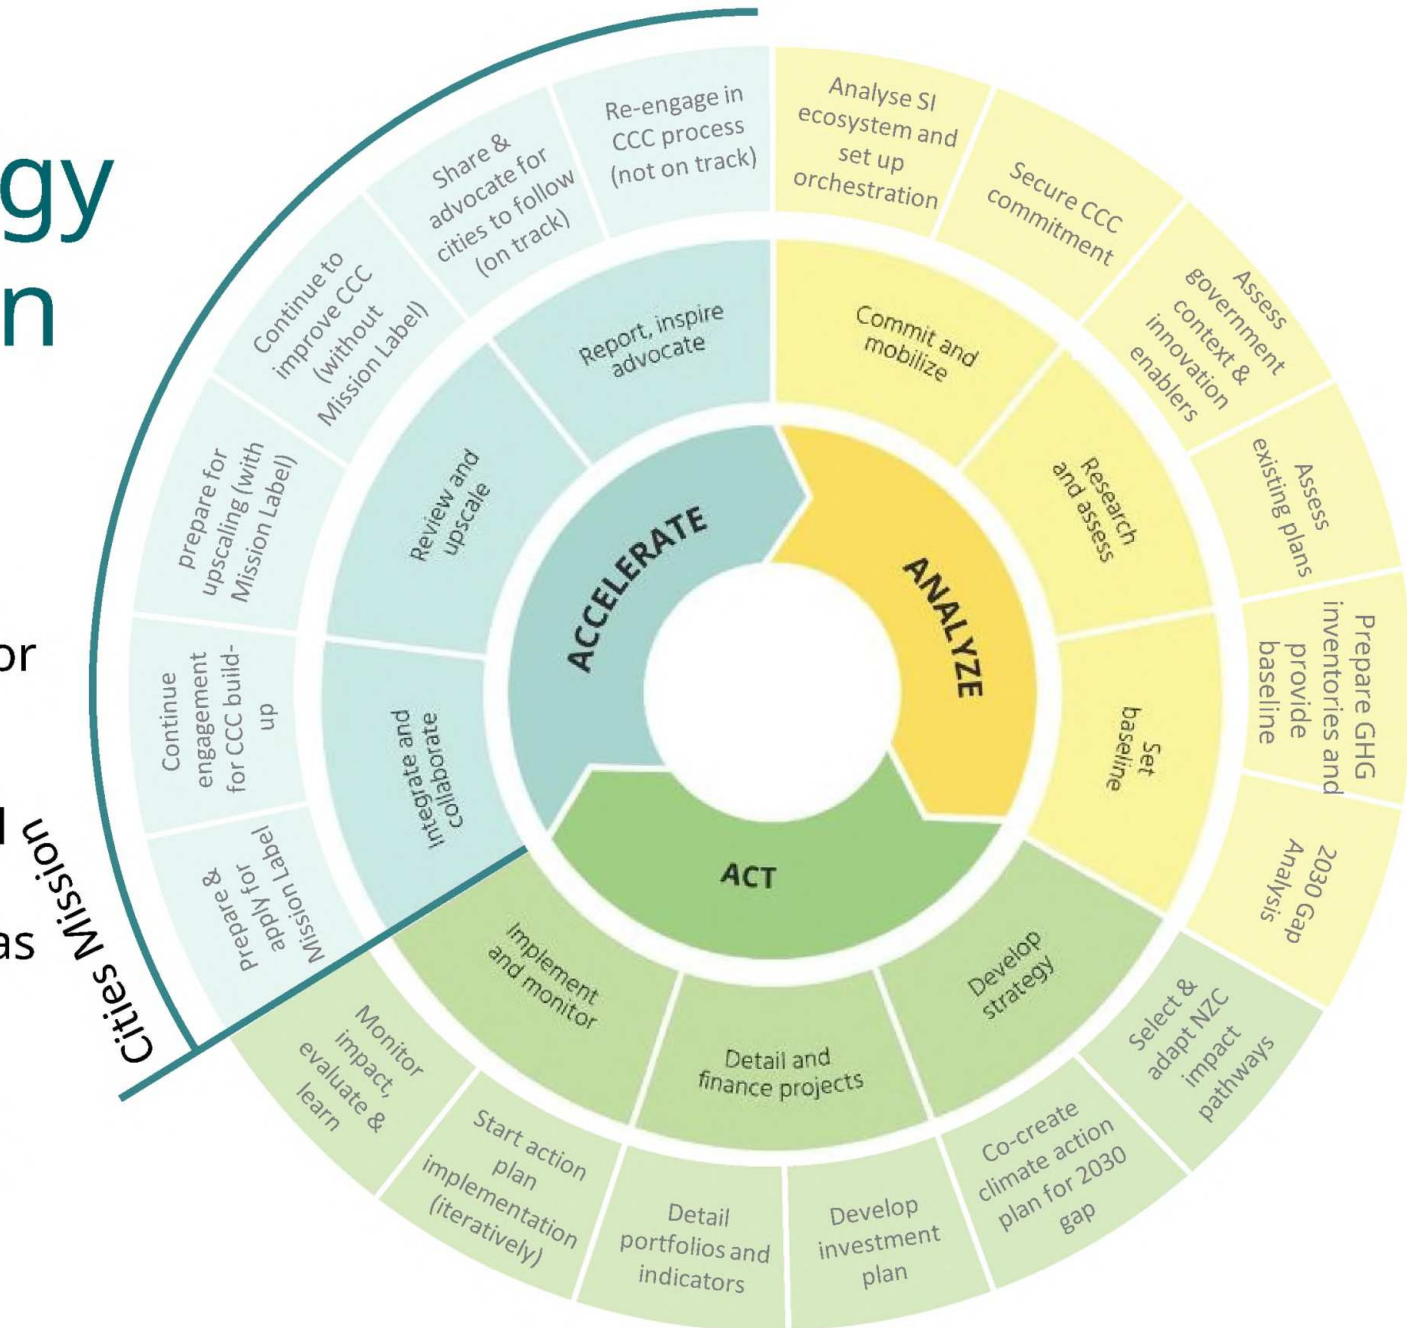 gy
n
or
l
as
Cities Mission
ACCELERATE
ANALYZE
ACT
Commit and
mobilize
Research
and assess
Set
baseline
Develop
strategy
Detail and
finance projects
Implement
and monitor
Integrate and
collaborate
Review and
upscale
Report, inspire
advocate
Analyse SI
ecosystem and
set up
orchestration
Secure CCC
commitment
Assess
government
context &
innovation
enablers
Assess
existing plans
Prepare GHG
inventories and
provide
baseline
2030 Gap
Analysis
Select &
adapt NZC
impact
pathways
Co-create
climate action
plan for 2030
gap
Develop
investment
plan
Detail
portfolios and
indicators
Start action
plan
implementation
(iteratively)
Monitor
impact,
evaluate &
learn
Prepare &
apply for
Mission Label
Continue
engagement
for CCC build-
up
prepare for
upscaling (with
Mission Label)
Continue to
improve CCC
(without
Mission Label)
Share &
advocate for
cities to follow
(on track)
Re-engage in
CCC process
(not on track)